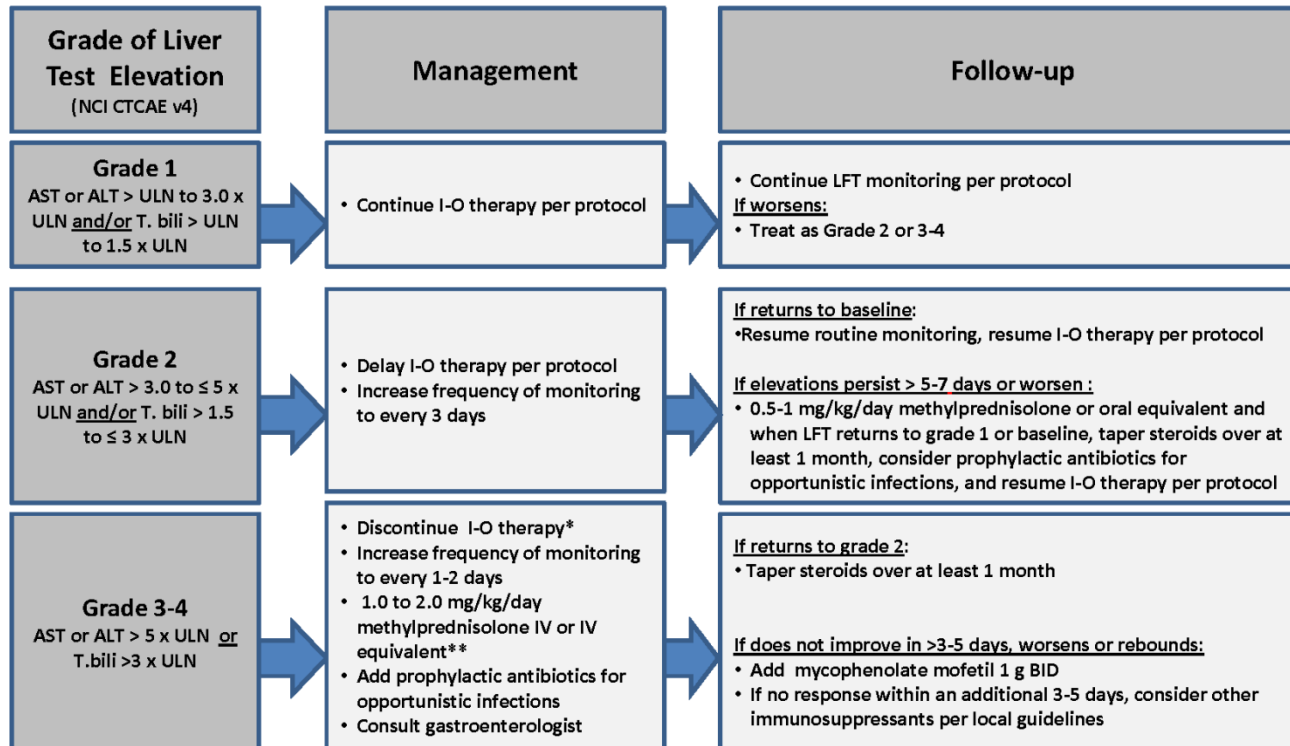 Grade of Liver
Test Elevation
(NCI CTCAE v4)
Management
Follow-up
Grade 1
AST or ALT > ULN to 3.0 x
ULN and/or T. bili > ULN
to 1.5 x ULN
• Continue I-O therapy per protocol
• Continue LFT monitoring per protocol
If worsens:
• Treat as Grade 2 or 3-4
Grade 2
AST or ALT > 3.0 to ≤ 5 x
ULN and/or T. bili > 1.5
to ≤ 3 x ULN
• Delay I-O therapy per protocol
• Increase frequency of monitoring
to every 3 days
If returns to baseline:
•Resume routine monitoring, resume I-O therapy per protocol
If elevations persist > 5-7 days or worsen :
• 0.5-1 mg/kg/day methylprednisolone or oral equivalent and
when LFT returns to grade 1 or baseline, taper steroids over at
least 1 month, consider prophylactic antibiotics for
opportunistic infections, and resume I-O therapy per protocol
Grade 3-4
AST or ALT > 5 x ULN or
T.bili >3 x ULN
• Discontinue I-O therapy*
• Increase frequency of monitoring
to every 1-2 days
• 1.0 to 2.0 mg/kg/day
methylprednisolone IV or IV
equivalent**
• Add prophylactic antibiotics for
opportunistic infections
• Consult gastroenterologist
If returns to grade 2:
• Taper steroids over at least 1 month
If does not improve in >3-5 days, worsens or rebounds:
• Add mycophenolate mofetil 1 g BID
• If no response within an additional 3-5 days, consider other
immunosuppressants per local guidelines